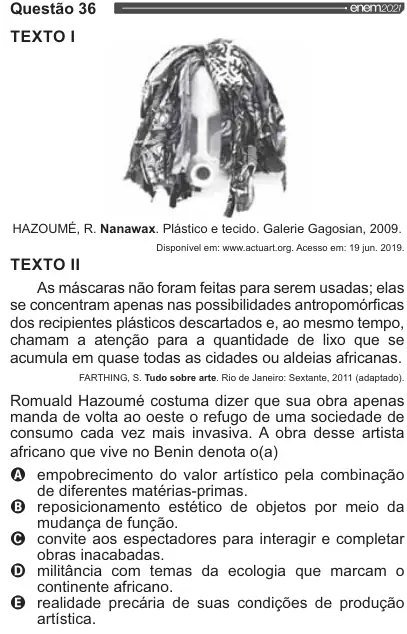 Questão 36
enem2021
TEXTO I
HAZOUMÉ, R. Nanawax. Plástico e tecido. Galerie Gagosian, 2009.
Disponível em: www.actuart.org. Acesso em: 19 jun. 2019.
TEXTO II
As máscaras não foram feitas para serem usadas; elas
se concentram apenas nas possibilidades antropomórficas
dos recipientes plásticos descartados e, ao mesmo tempo,
chamam a atenção para a quantidade de lixo que se
acumula em quase todas as cidades ou aldeias africanas.
FARTHING, S. Tudo sobre arte. Rio de Janeiro: Sextante, 2011 (adaptado).
Romuald Hazoumé costuma dizer que sua obra apenas
manda de volta ao oeste o refugo de uma sociedade de
consumo cada vez mais invasiva. A obra desse artista
africano que vive no Benin denota o(a)
A empobrecimento do valor artístico pela combinação
de diferentes matérias-primas.
B reposicionamento estético de objetos por meio da
mudança de função.
C convite aos espectadores para interagir e completar
obras inacabadas.
D militância com temas da ecologia que marcam o
continente africano.
E realidade precária de suas condições de produção
artística.